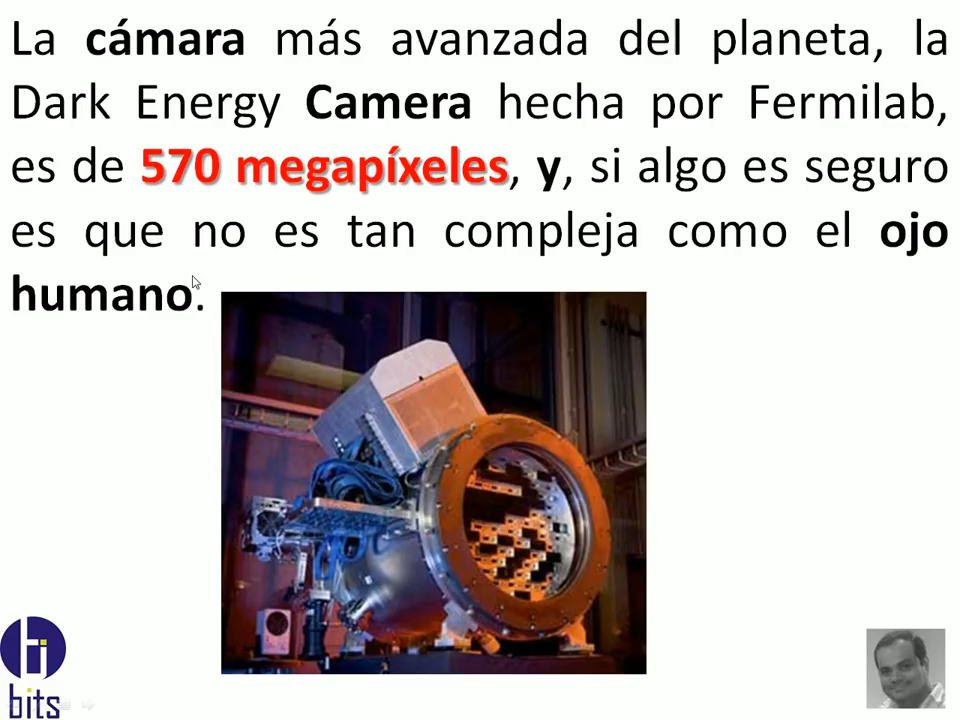 La cámara más avanzada del planeta, la
Dark Energy Camera hecha por Fermilab,
es de 570 megapíxeles, y, si algo es seguro
es que no es tan compleja como el ojo
humano.
bits